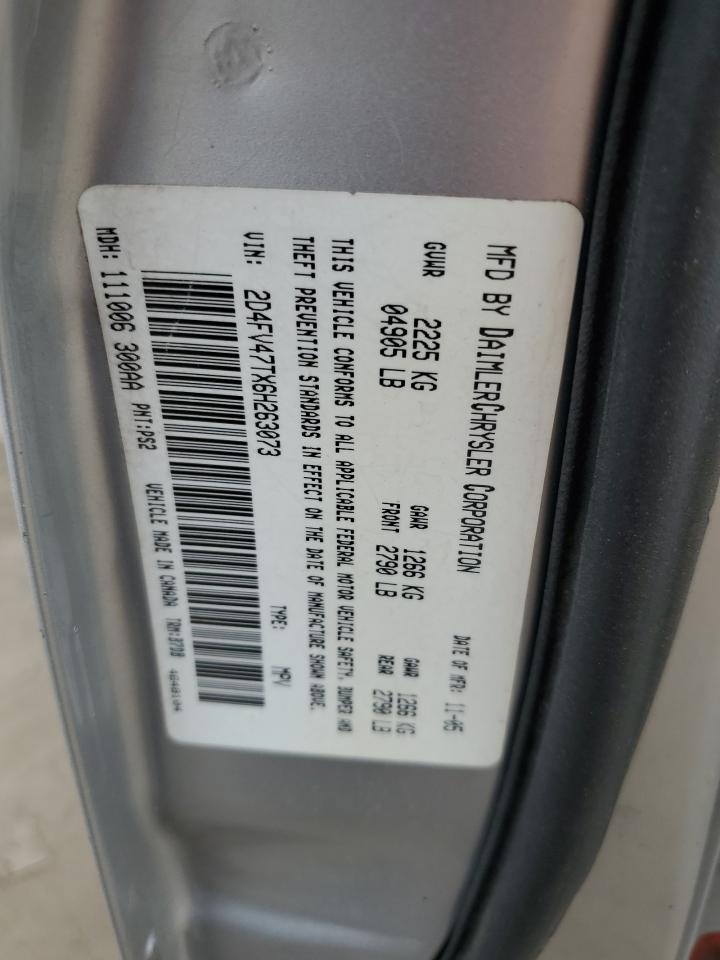 MFD BY DAIMLERCHRYSLER CORPORATION
DATE OF MFR: 11-05
GVWR 2225 KG
04905 LB
GAWR 1266 KG
FRONT 2790 LB
GAWR 1266 KG
REAR 2790 LB
THIS VEHICLE CONFORMS TO ALL APPLICABLE FEDERAL MOTOR VEHICLE SAFETY, BUMPER AND
THEFT PREVENTION STANDARDS IN EFFECT ON THE DATE OF MANUFACTURE SHOWN ABOVE.
VIN: 2D4FV47TX6H263073
TYPE: MPV
MDH: 111006 300AA PNT:PS2 VEHICLE MADE IN CANADA